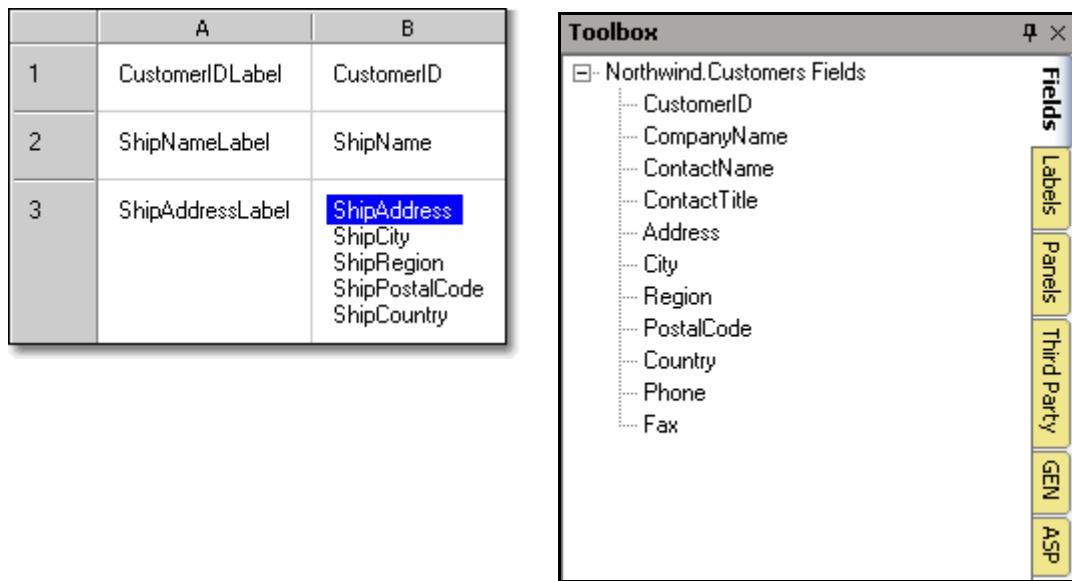 A B
1 CustomerIDLabel CustomerID
2 ShipNameLabel ShipName
3 ShipAddressLabel ShipAddress
ShipCity
ShipRegion
ShipPostalCode
ShipCountry
Toolbox
Northwind.Customers Fields
CustomerID
CompanyName
ContactName
ContactTitle
Address
City
Region
PostalCode
Country
Phone
Fax
Fields
Labels
Panels
Third Party
GEN
ASP